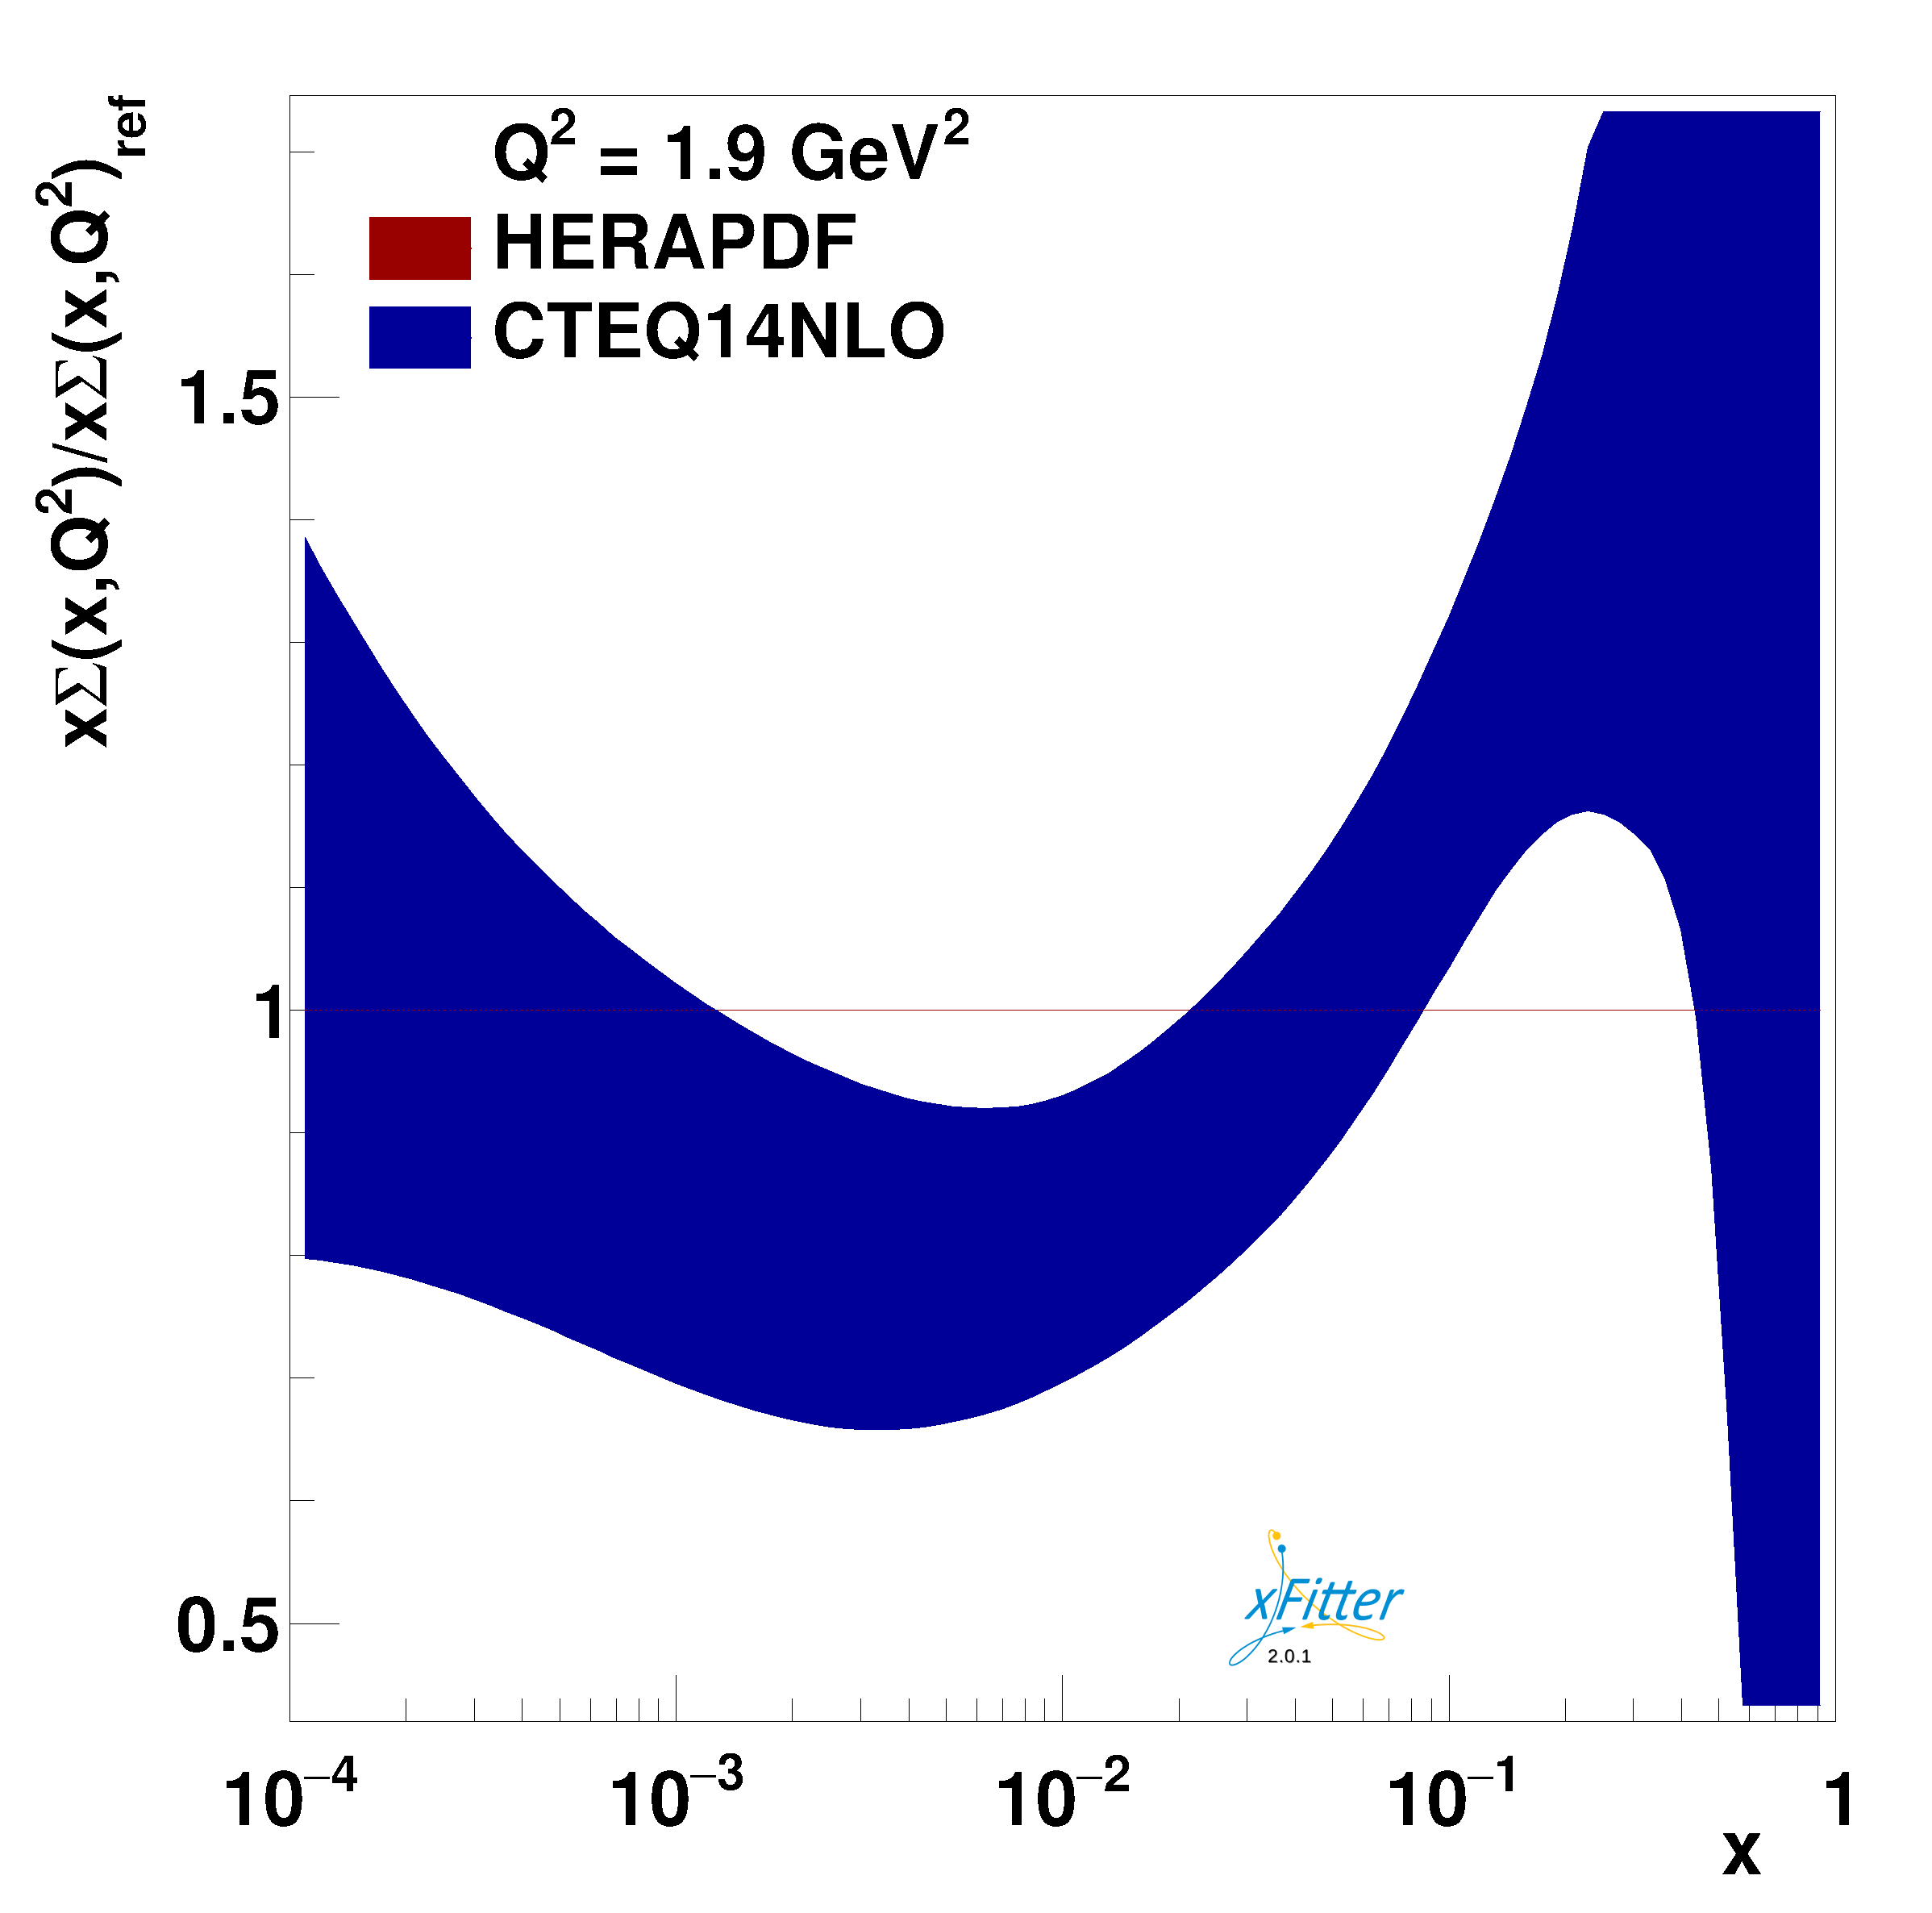 xΣ(x,Q²)/xΣ(x,Q²)ref
Q² = 1.9 GeV²
HERAPDF
CTEQ14NLO
1.5
1
0.5
xFitter
2.0.1
10⁻⁴ 10⁻³ 10⁻² 10⁻¹ 1
x